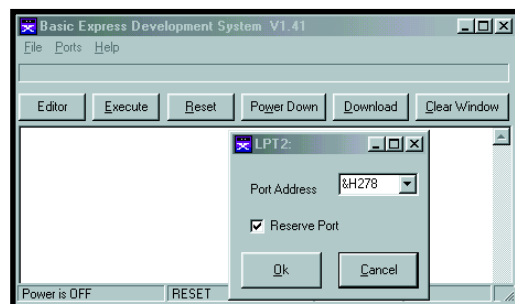 Basic Express Development System V1.41
File Ports Help
Editor Execute Reset Power Down Download Clear Window
LPT2:
Port Address &H278
Reserve Port
Ok Cancel
Power is OFF RESET